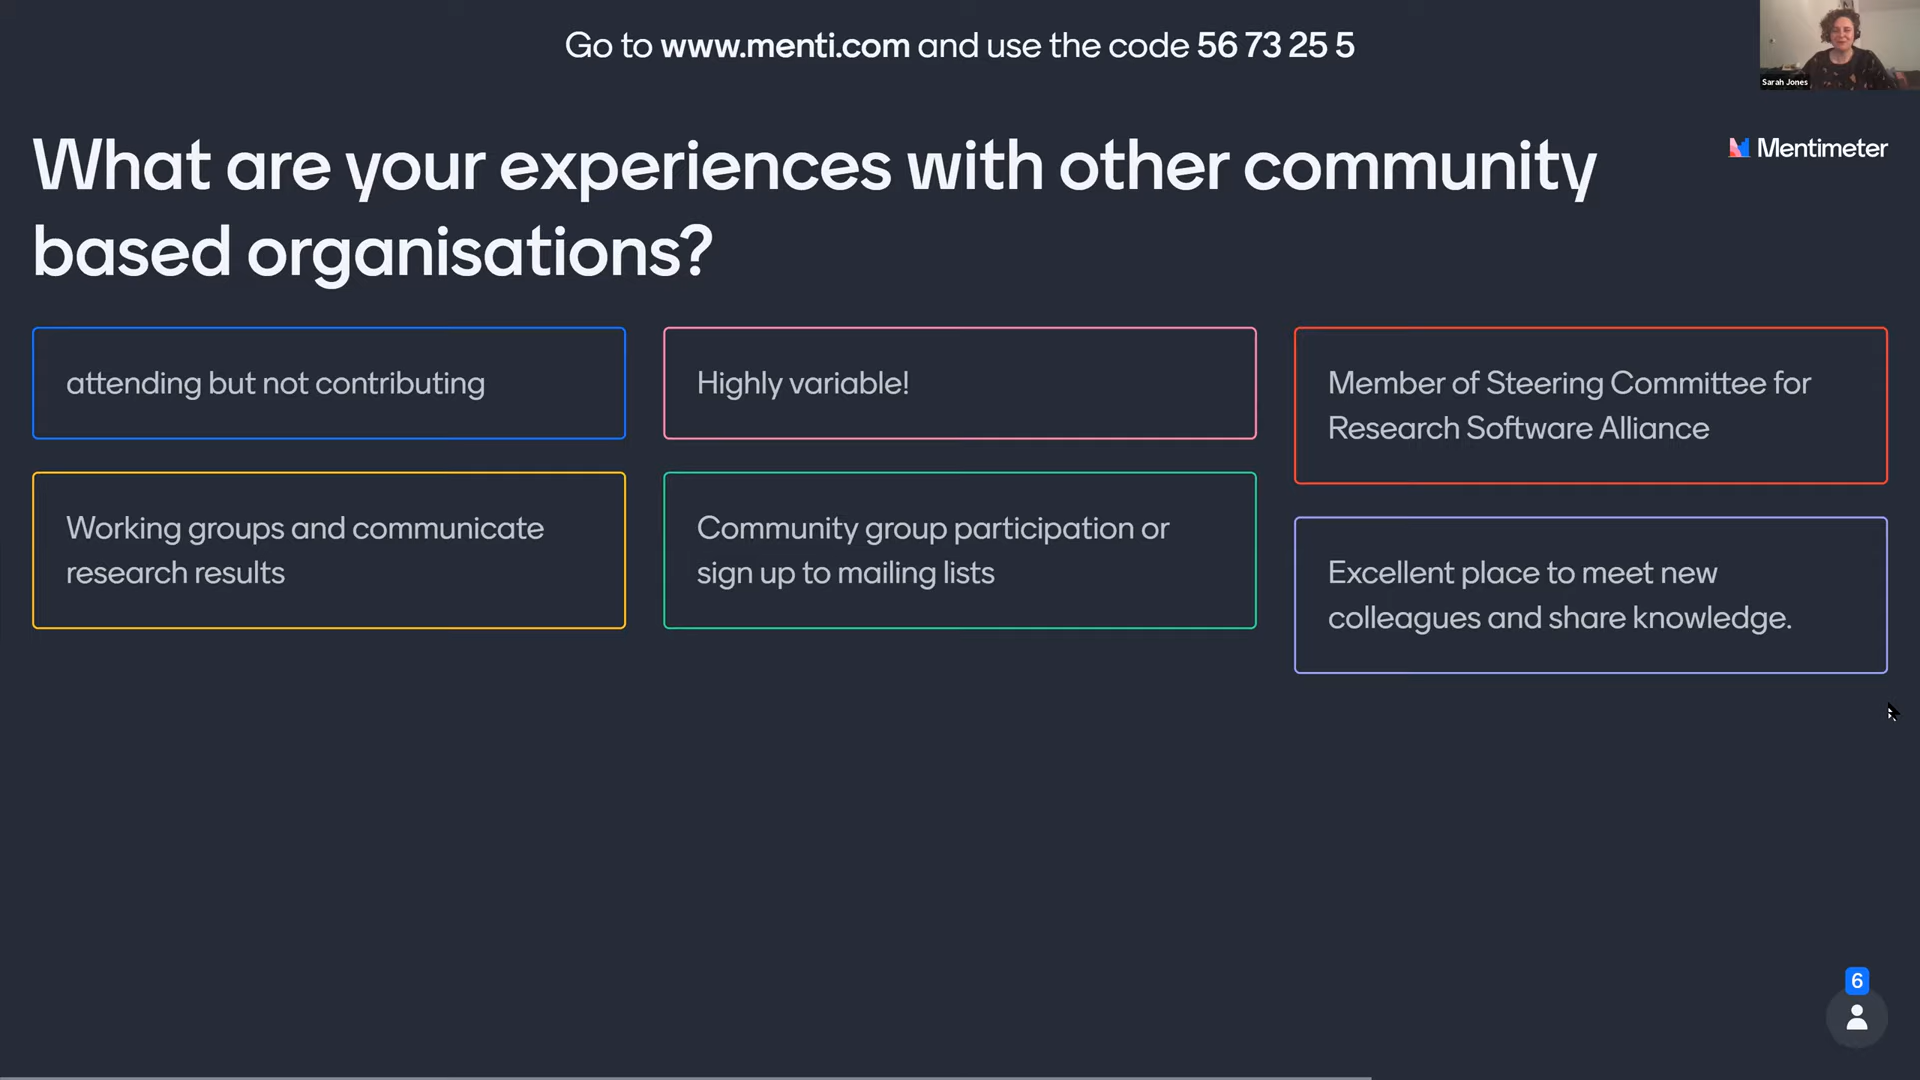 Go to www.menti.com and use the code 56 73 25 5
Sarah Jones
Mentimeter
What are your experiences with other community
based organisations?
attending but not contributing
Highly variable!
Member of Steering Committee for
Research Software Alliance
Working groups and communicate
research results
Community group participation or
sign up to mailing lists
Excellent place to meet new
colleagues and share knowledge.
6